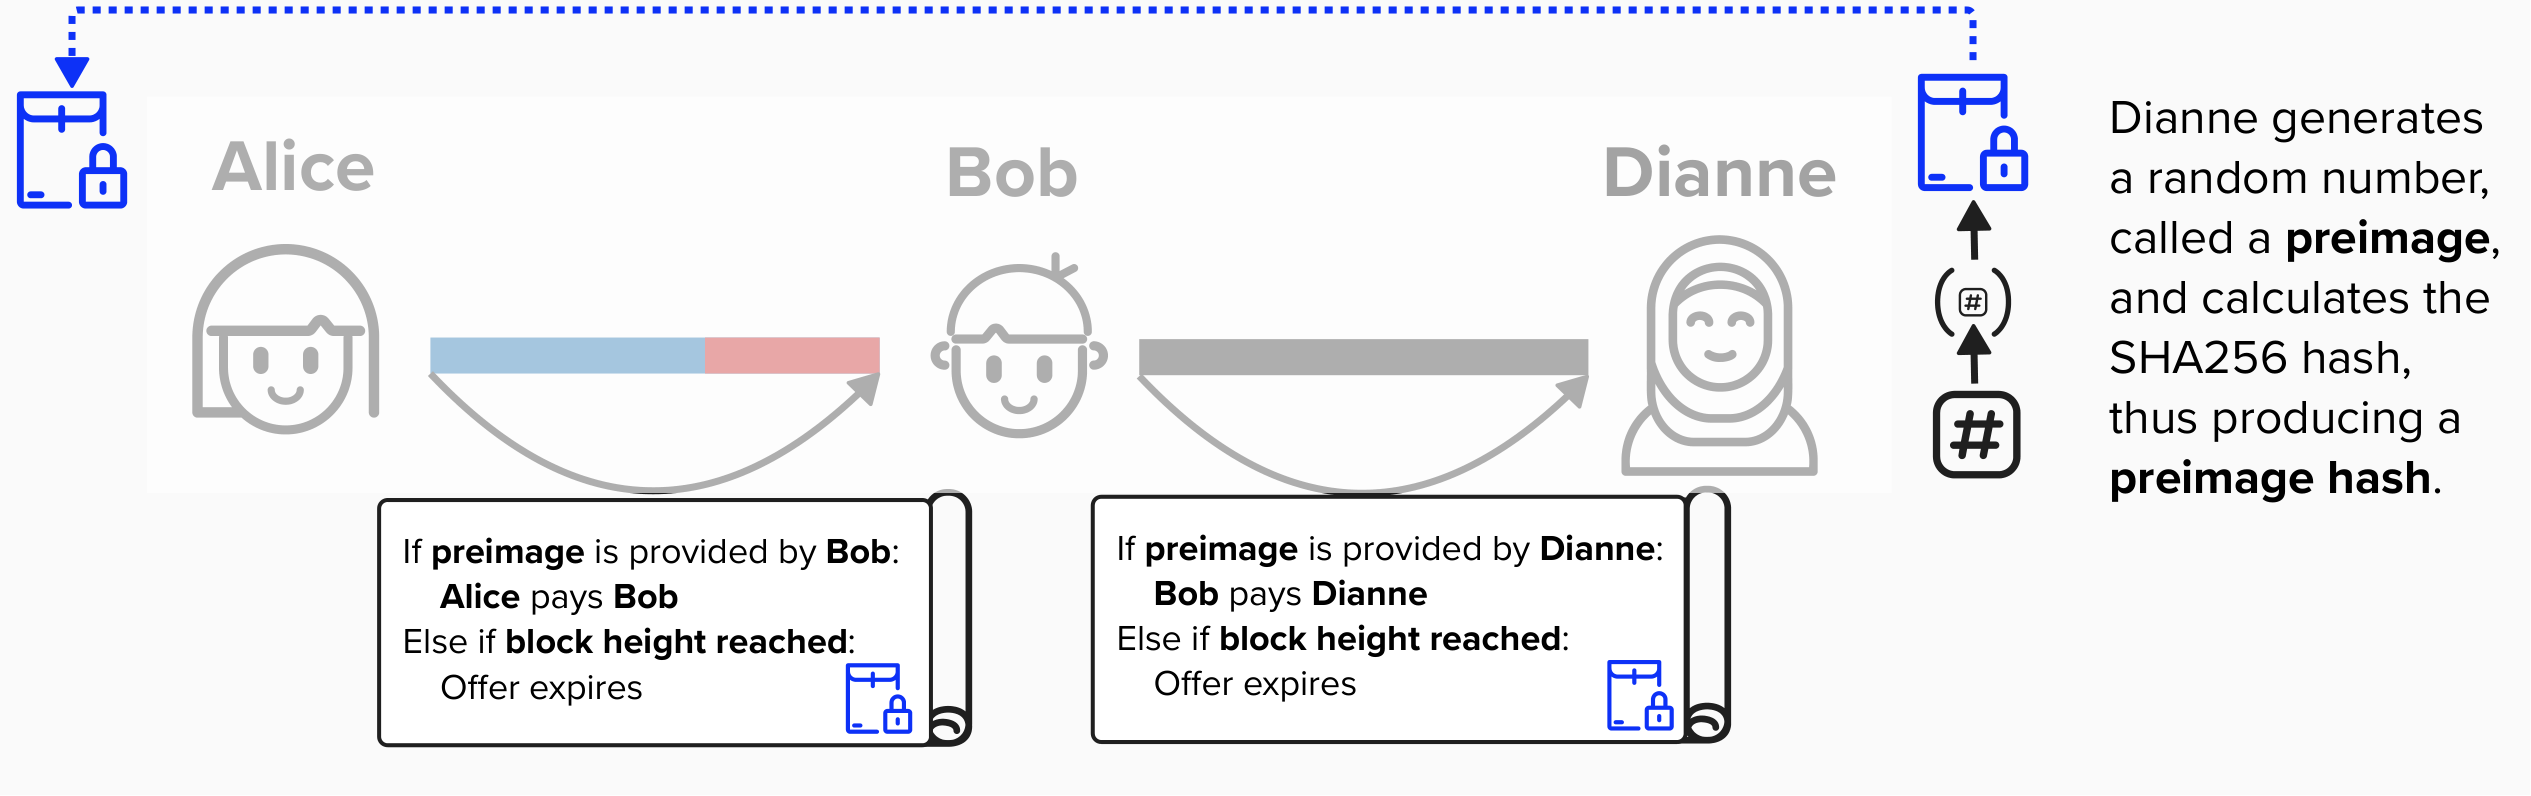 Alice
Bob
Dianne
Dianne generates
a random number,
called a preimage,
and calculates the
SHA256 hash,
thus producing a
preimage hash.
(#)
#
If preimage is provided by Bob:
Alice pays Bob
Else if block height reached:
Offer expires
If preimage is provided by Dianne:
Bob pays Dianne
Else if block height reached:
Offer expires